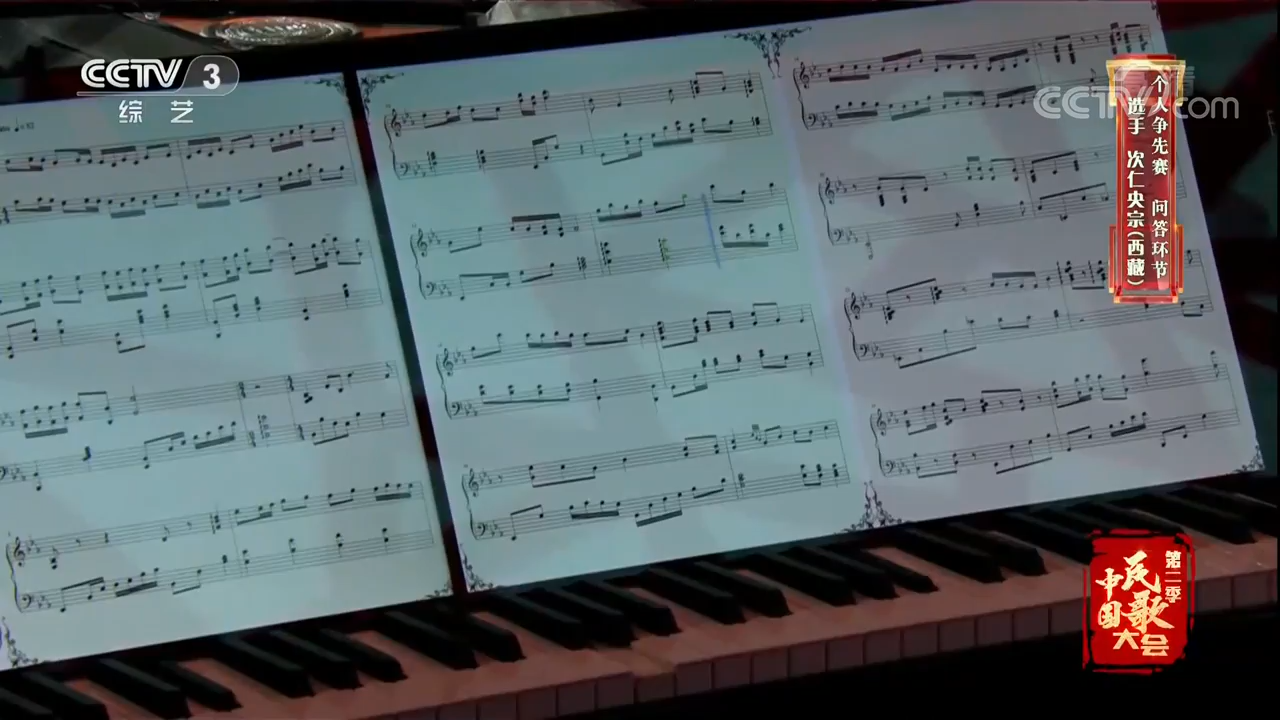 CCTV 3
综艺
CCTV.com
个人争先赛 问答环节
选手 次仁央宗(西藏)
第二季
中国
民歌
大会